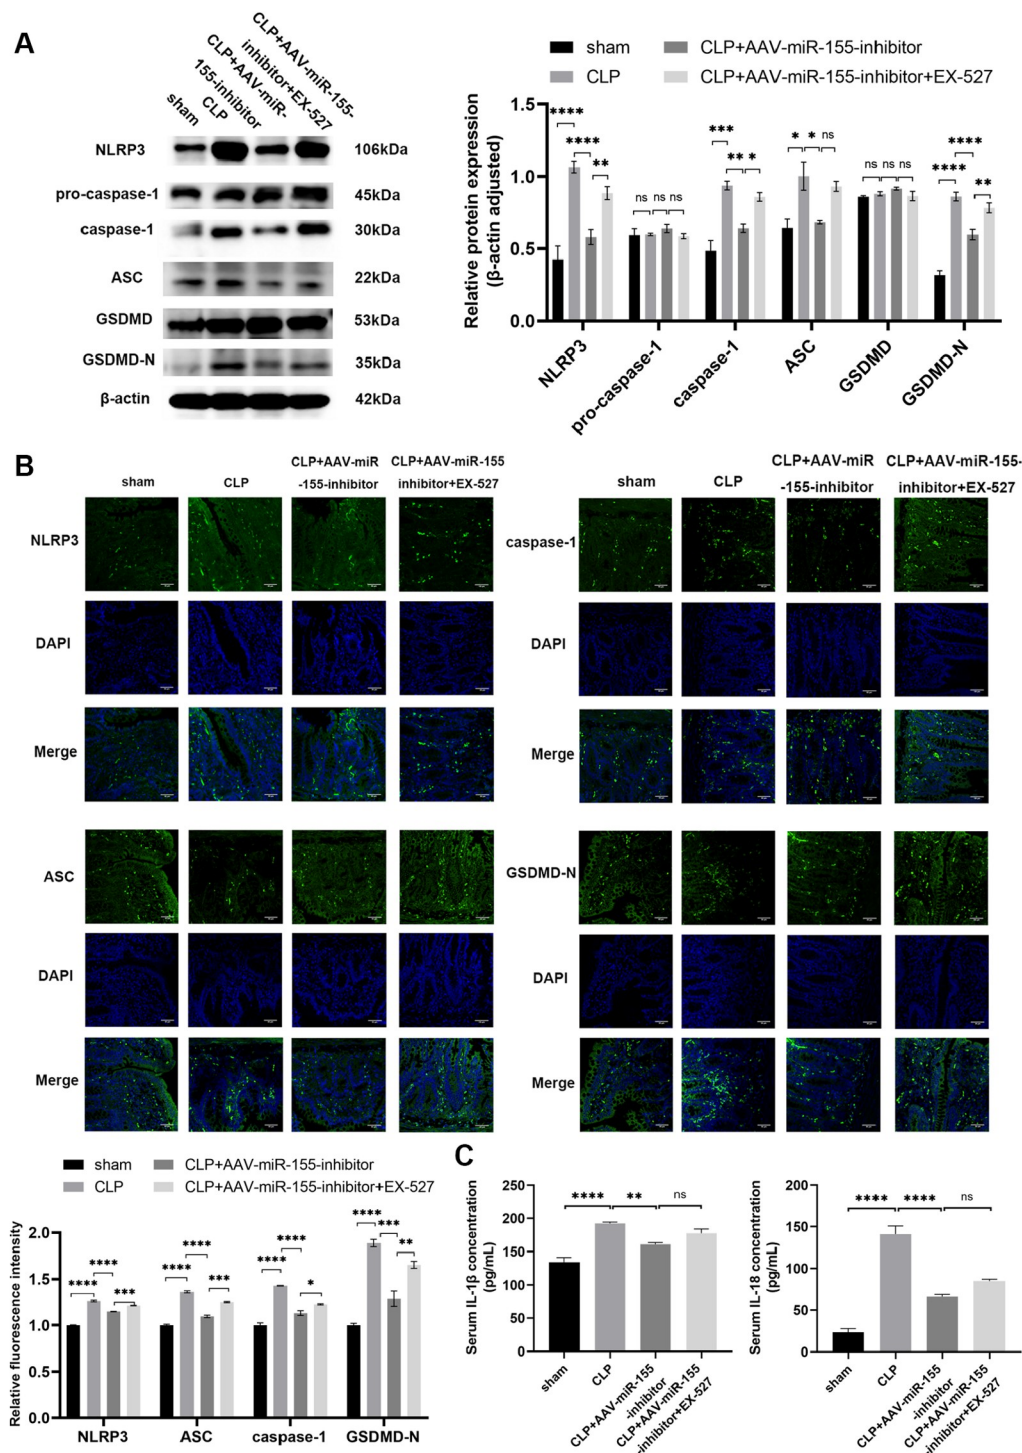 A
sham
CLP
CLP+AAV-miR-
155-inhibitor
CLP+AAV-miR-155-
inhibitor+EX-527
NLRP3 106kDa
pro-caspase-1 45kDa
caspase-1 30kDa
ASC 22kDa
GSDMD 53kDa
GSDMD-N 35kDa
β-actin 42kDa
sham CLP+AAV-miR-155-inhibitor
CLP CLP+AAV-miR-155-inhibitor+EX-527
Relative protein expression
(β-actin adjusted)
1.5
1.0
0.5
0.0
**** **** **
ns ns ns
*** ** *
* * ns
ns ns ns
**** **** **
NLRP3 pro-caspase-1 caspase-1 ASC GSDMD GSDMD-N
B
sham CLP CLP+AAV-miR CLP+AAV-miR-155
-155-inhibitor inhibitor+EX-527
NLRP3
DAPI
Merge
sham CLP CLP+AAV-miR CLP+AAV-miR-155-
-155-inhibitor inhibitor+EX-527
caspase-1
DAPI
Merge
ASC
DAPI
Merge
GSDMD-N
DAPI
Merge
sham CLP+AAV-miR-155-inhibitor
CLP CLP+AAV-miR-155-inhibitor+EX-527
Relative fluorescence intensity
2.0
1.5
1.0
0.5
0.0
**** **** ***
**** **** ***
**** **** *
**** *** **
NLRP3 ASC caspase-1 GSDMD-N
C
Serum IL-1β concentration
(pg/mL)
250
200
150
100
50
0
**** ** ns
sham
CLP
CLP+AAV-miR-155
-inhibitor
CLP+AAV-miR-155
-inhibitor+EX-527
Serum IL-18 concentration
(pg/mL)
200
150
100
50
0
**** **** ns
sham
CLP
CLP+AAV-miR-155
-inhibitor
CLP+AAV-miR-155
-inhibitor+EX-527